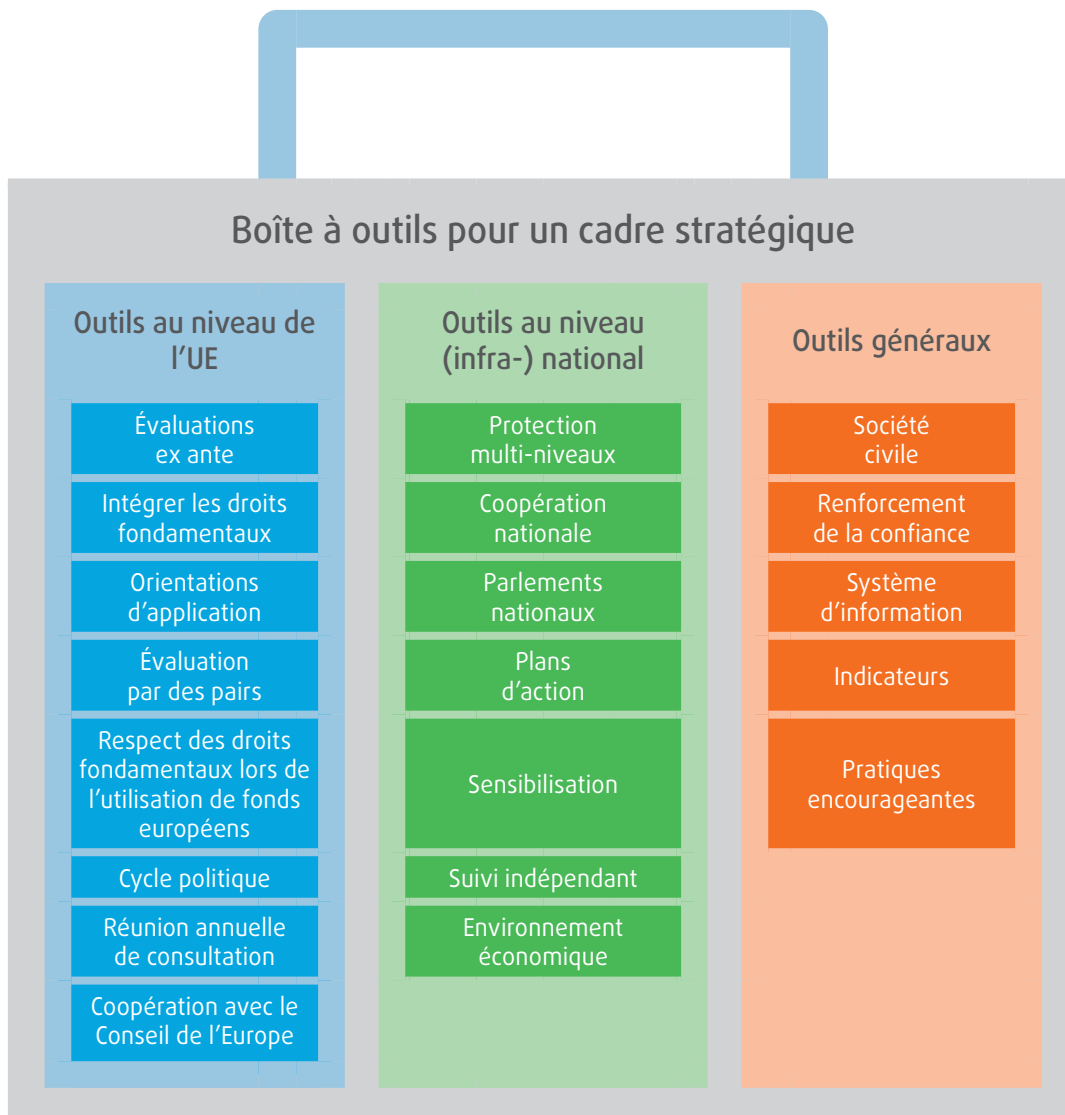 Boîte à outils pour un cadre stratégique
Outils au niveau de
l’UE
Évaluations
ex ante
Intégrer les droits
fondamentaux
Orientations
d’application
Évaluation
par des pairs
Respect des droits
fondamentaux lors de
l’utilisation de fonds
européens
Cycle politique
Réunion annuelle
de consultation
Coopération avec le
Conseil de l’Europe
Outils au niveau
(infra-) national
Protection
multi-niveaux
Coopération
nationale
Parlements
nationaux
Plans
d’action
Sensibilisation
Suivi indépendant
Environnement
économique
Outils généraux
Société
civile
Renforcement
de la confiance
Système
d’information
Indicateurs
Pratiques
encourageantes